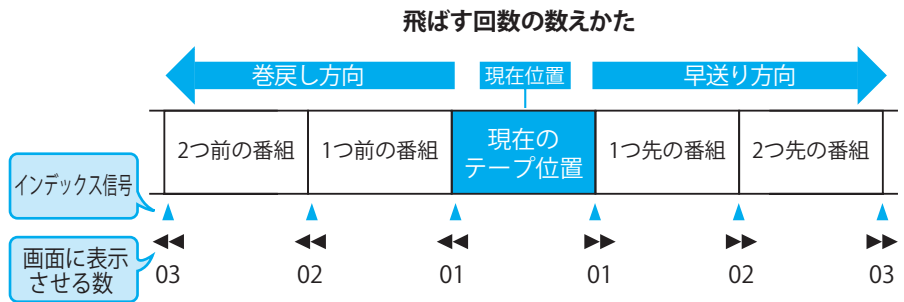 飛ばす回数の数えかた
巻戻し方向
現在位置
早送り方向
2つ前の番組
1つ前の番組
現在の
テープ位置
1つ先の番組
2つ先の番組
インデックス信号
画面に表示
させる数
03
02
01
01
02
03